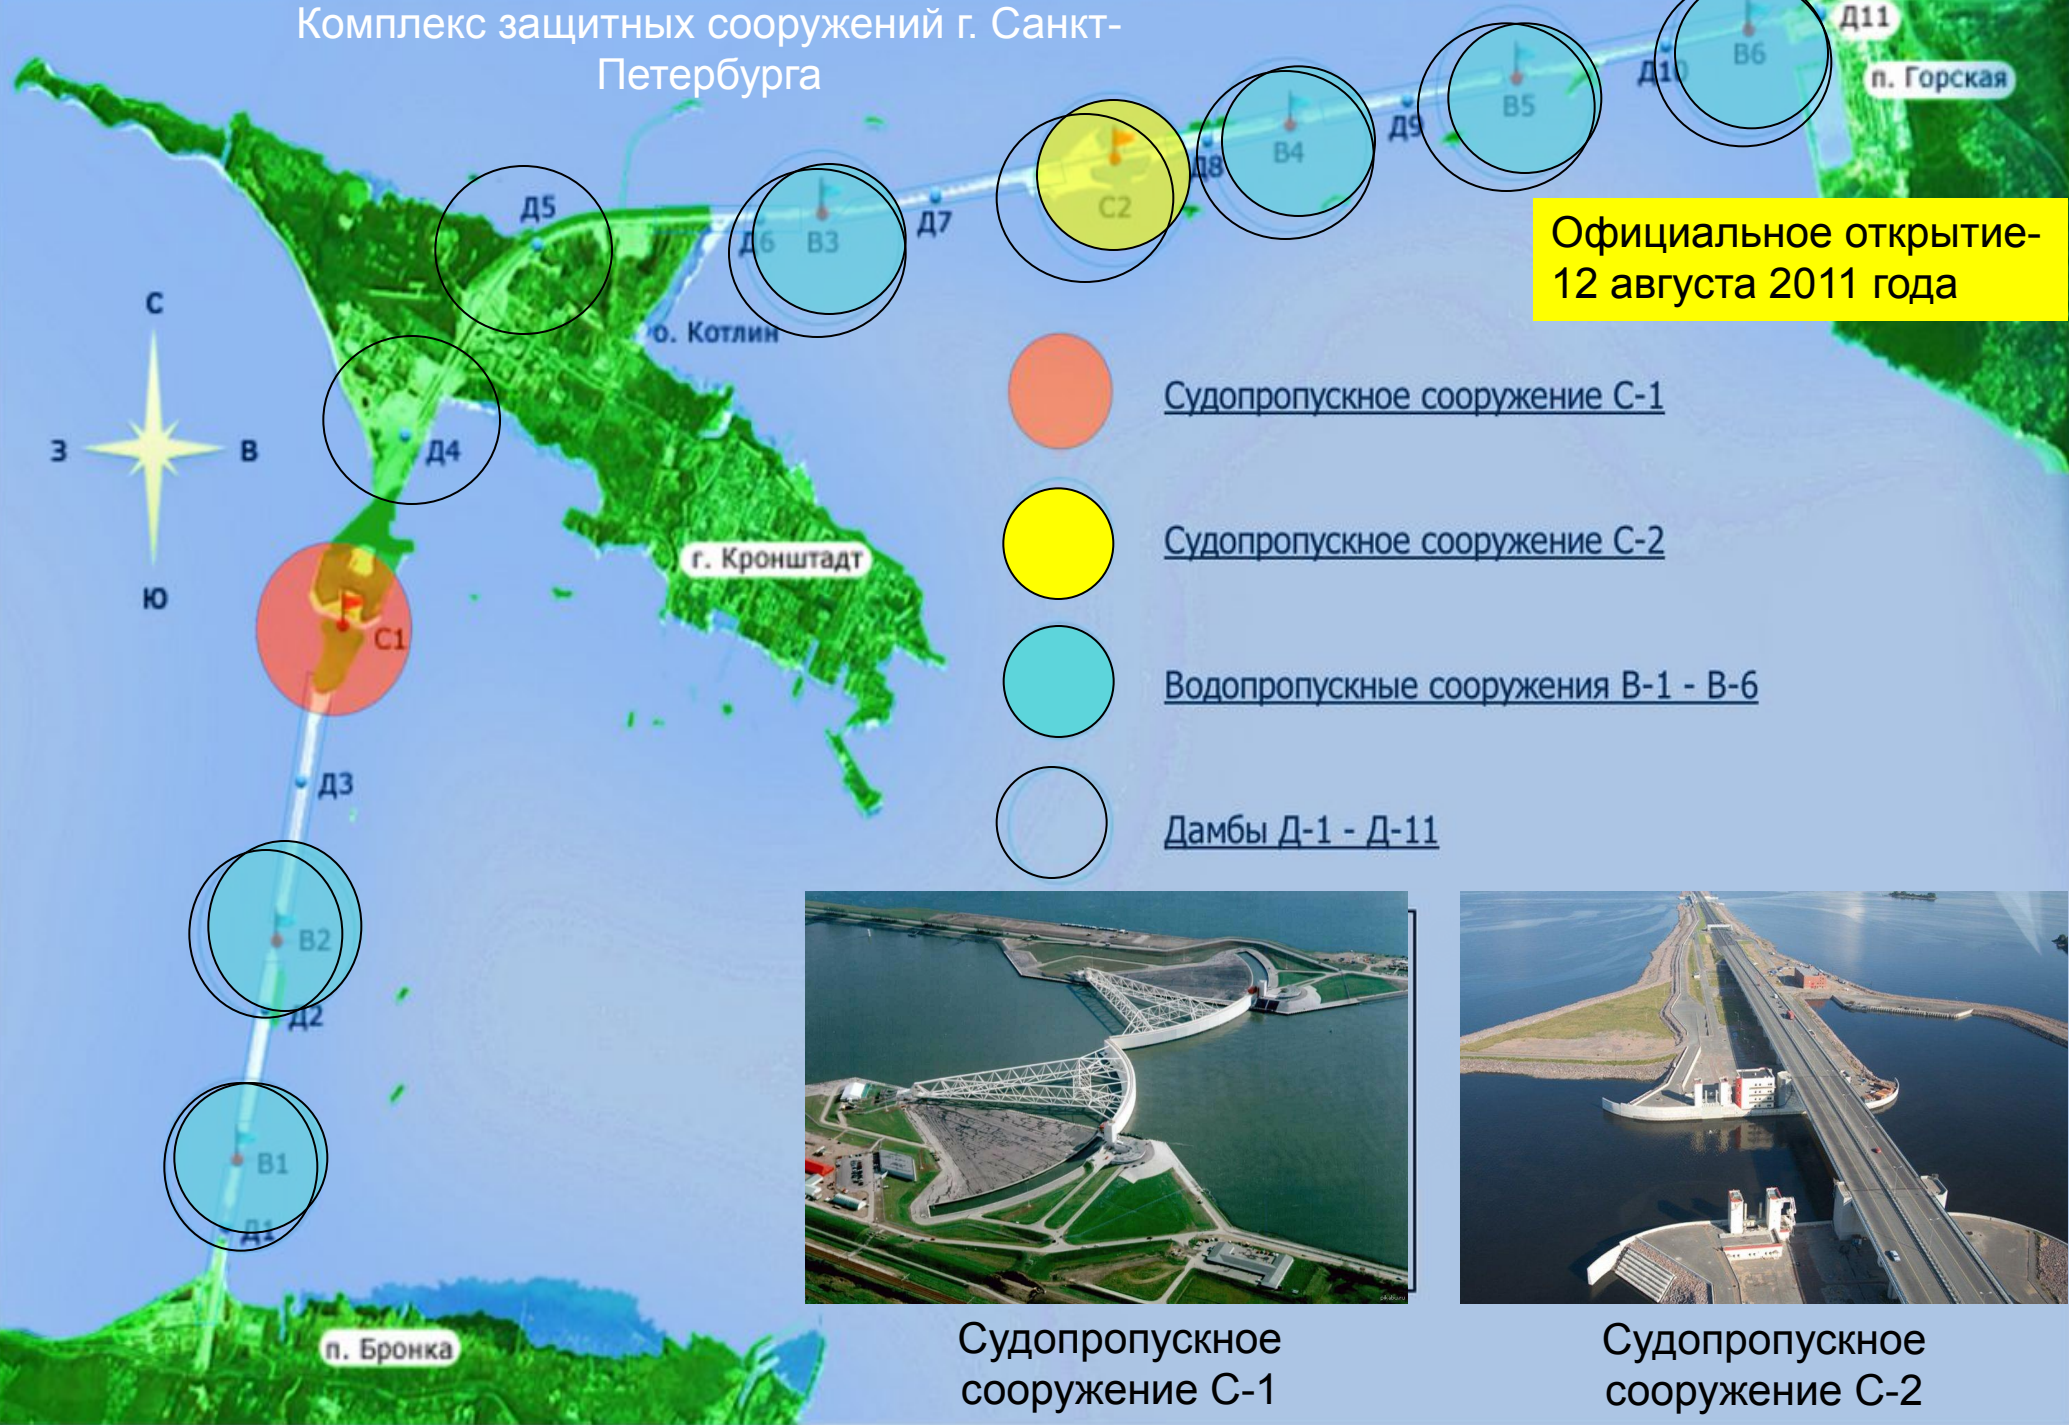 Комплекс защитных сооружений г. Санкт-
Петербурга
Д11
В6
п. Горская
Д10
В5
Д9
В4
Д8
С2
Д7
В3
Д6
Д5
Официальное открытие-
12 августа 2011 года
о. Котлин
С
З
В
Ю
Д4
г. Кронштадт
С1
Д3
В2
Д2
В1
Д1
п. Бронка
Судопропускное сооружение С-1
Судопропускное сооружение С-2
Водопропускные сооружения В-1 - В-6
Дамбы Д-1 - Д-11
Судопропускное
сооружение С-1
Судопропускное
сооружение С-2